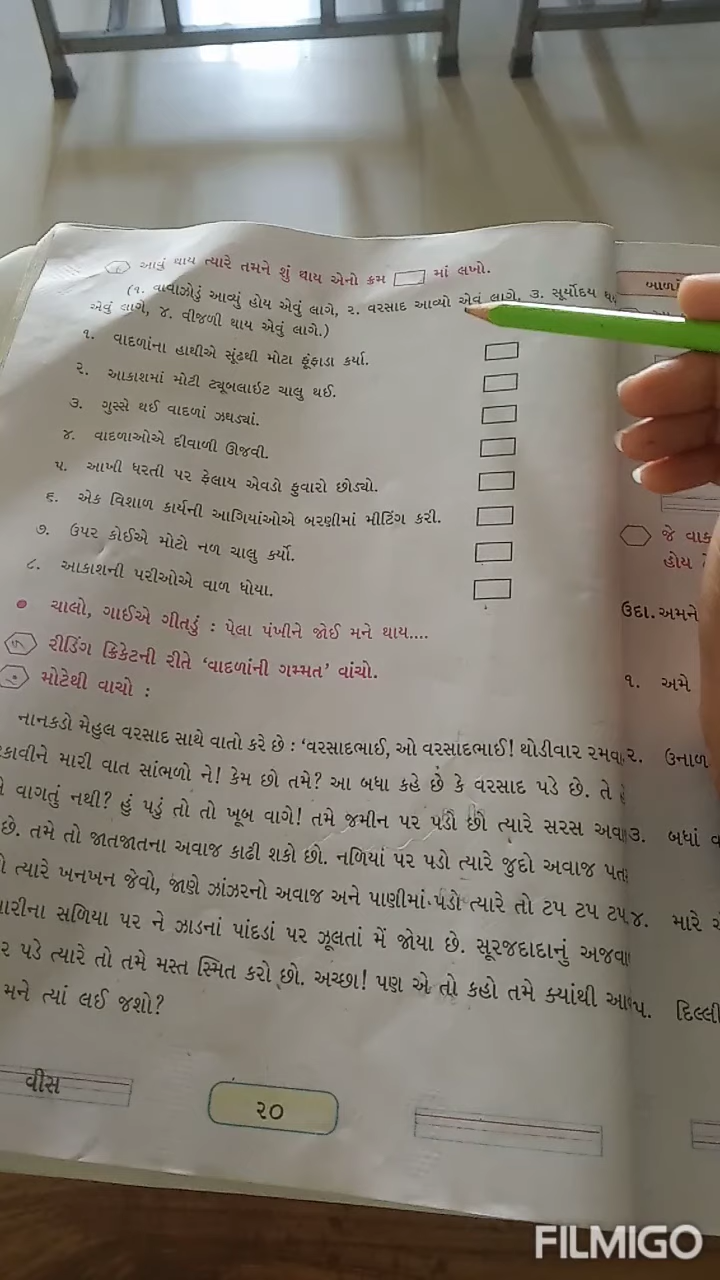 આવું થાય ત્યારે તમને શું થાય એનો ક્રમ માં લખો.
(૧. વાવાઝોડું આવ્યું હોય એવું લાગે, ૨. વરસાદ આવ્યો એવું લાગે, ૩. સૂર્યોદય
એવું લાગે, ૪. વીજળી થાય એવું લાગે.)
૧. વાદળાંના હાથીએ સૂંઢથી મોટા ફૂંફાડા કર્યા.
૨. આકાશમાં મોટી ટ્યૂબલાઇટ ચાલુ થઈ.
૩. ગુસ્સે થઈ વાદળાં ઝઘડ્યાં.
૪. વાદળાઓએ દીવાળી ઊજવી.
૫. આખી ધરતી પર ફેલાય એવડો ફુવારો છોડ્યો.
૬. એક વિશાળ કાર્યની આગિયાંઓએ બરણીમાં મીટિંગ કરી.
૭. ઉપર કોઈએ મોટો નળ ચાલુ કર્યો.
૮. આકાશની પરીઓએ વાળ ધોયા.
• ચાલો, ગાઈએ ગીતડું : પેલા પંખીને જોઈ મને થાય....
રીડિંગ ક્રિકેટની રીતે ‘વાદળાંની ગમ્મત’ વાંચો.
મોટેથી વાચો :
નાનકડો મેહુલ વરસાદ સાથે વાતો કરે છે : ‘વરસાદભાઈ, ઓ વરસાદભાઈ! થોડીવાર રમવા
મારી વાત સાંભળો ને! કેમ છો તમે? આ બધા કહે છે કે વરસાદ પડે છે. તે
વાગતું નથી? હું પડું તો તો ખૂબ વાગે! તમે જમીન પર પડો છો ત્યારે સરસ
છે. તમે તો જાતજાતના અવાજ કાઢી શકો છો. નળિયાં પર પડો ત્યારે જુદો અવાજ
ત્યારે ખનખન જેવો, જાણે ઝાંઝરનો અવાજ અને પાણીમાં પડો ત્યારે તો ટપ ટપ ટપ
સળિયા પર ને ઝાડનાં પાંદડાં પર ઝૂલતાં મેં જોયા છે. સૂરજદાદાનું
પડે ત્યારે તો તમે મસ્ત સ્મિત કરો છો. અચ્છા! પણ એ તો કહો તમે ક્યાંથી
મને ત્યાં લઈ જશો?
વીસ
૨૦
જે
હોય
ઉદા. અમને
૧. અમે
૨. ઉનાળ
૩. બધાં
૪. મારે
૫. દિલ્લી
FILMIGO